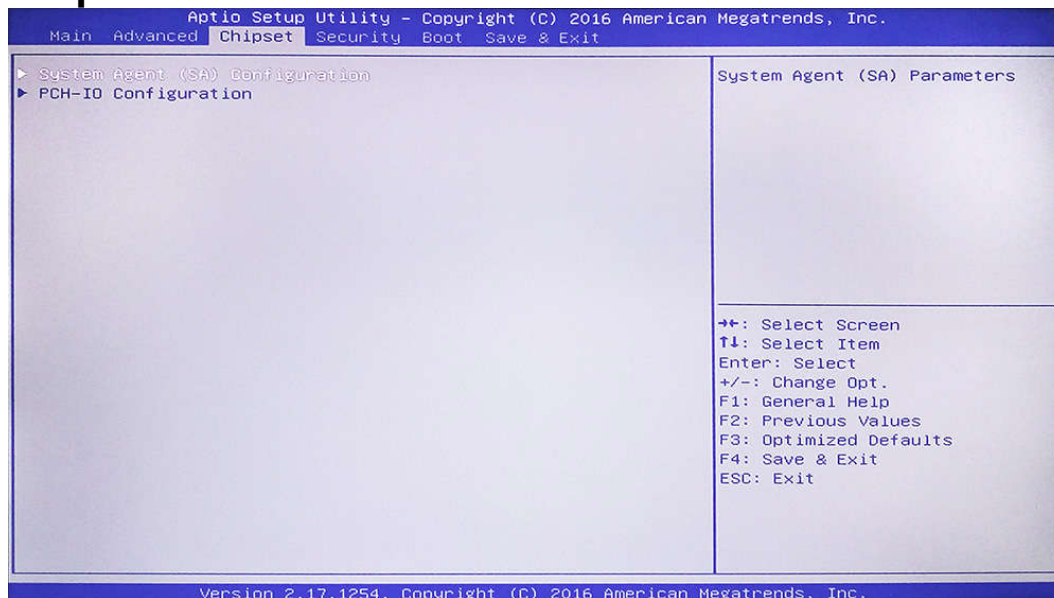 Aptio Setup Utility – Copyright (C) 2016 American Megatrends, Inc.
Main Advanced Chipset Security Boot Save & Exit
▶ System Agent (SA) Configuration
▶ PCH-IO Configuration
System Agent (SA) Parameters
→←: Select Screen
↑↓: Select Item
Enter: Select
+/-: Change Opt.
F1: General Help
F2: Previous Values
F3: Optimized Defaults
F4: Save & Exit
ESC: Exit
Version 2.17.1254. Copyright (C) 2016 American Megatrends, Inc.